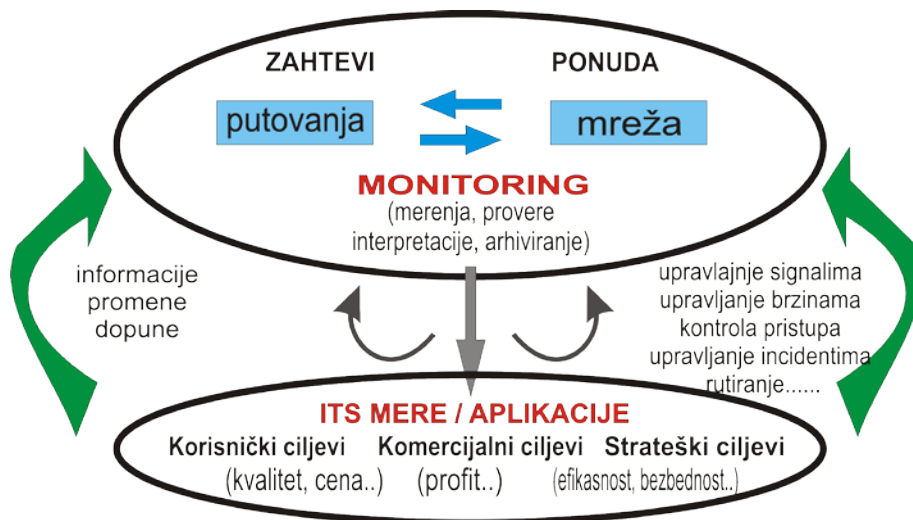 ZAHTEVI
PONUDA
putovanja
mreža
MONITORING
(merenja, provere
interpretacije, arhiviranje)
informacije
promene
dopune
upravlajnje signalima
upravljanje brzinama
kontrola pristupa
upravljanje incidentima
rutiranje......
ITS MERE / APLIKACIJE
Korisnički ciljevi
(kvalitet, cena..)
Komercijalni ciljevi
(profit..)
Strateški ciljevi
(efikasnost, bezbednost..)